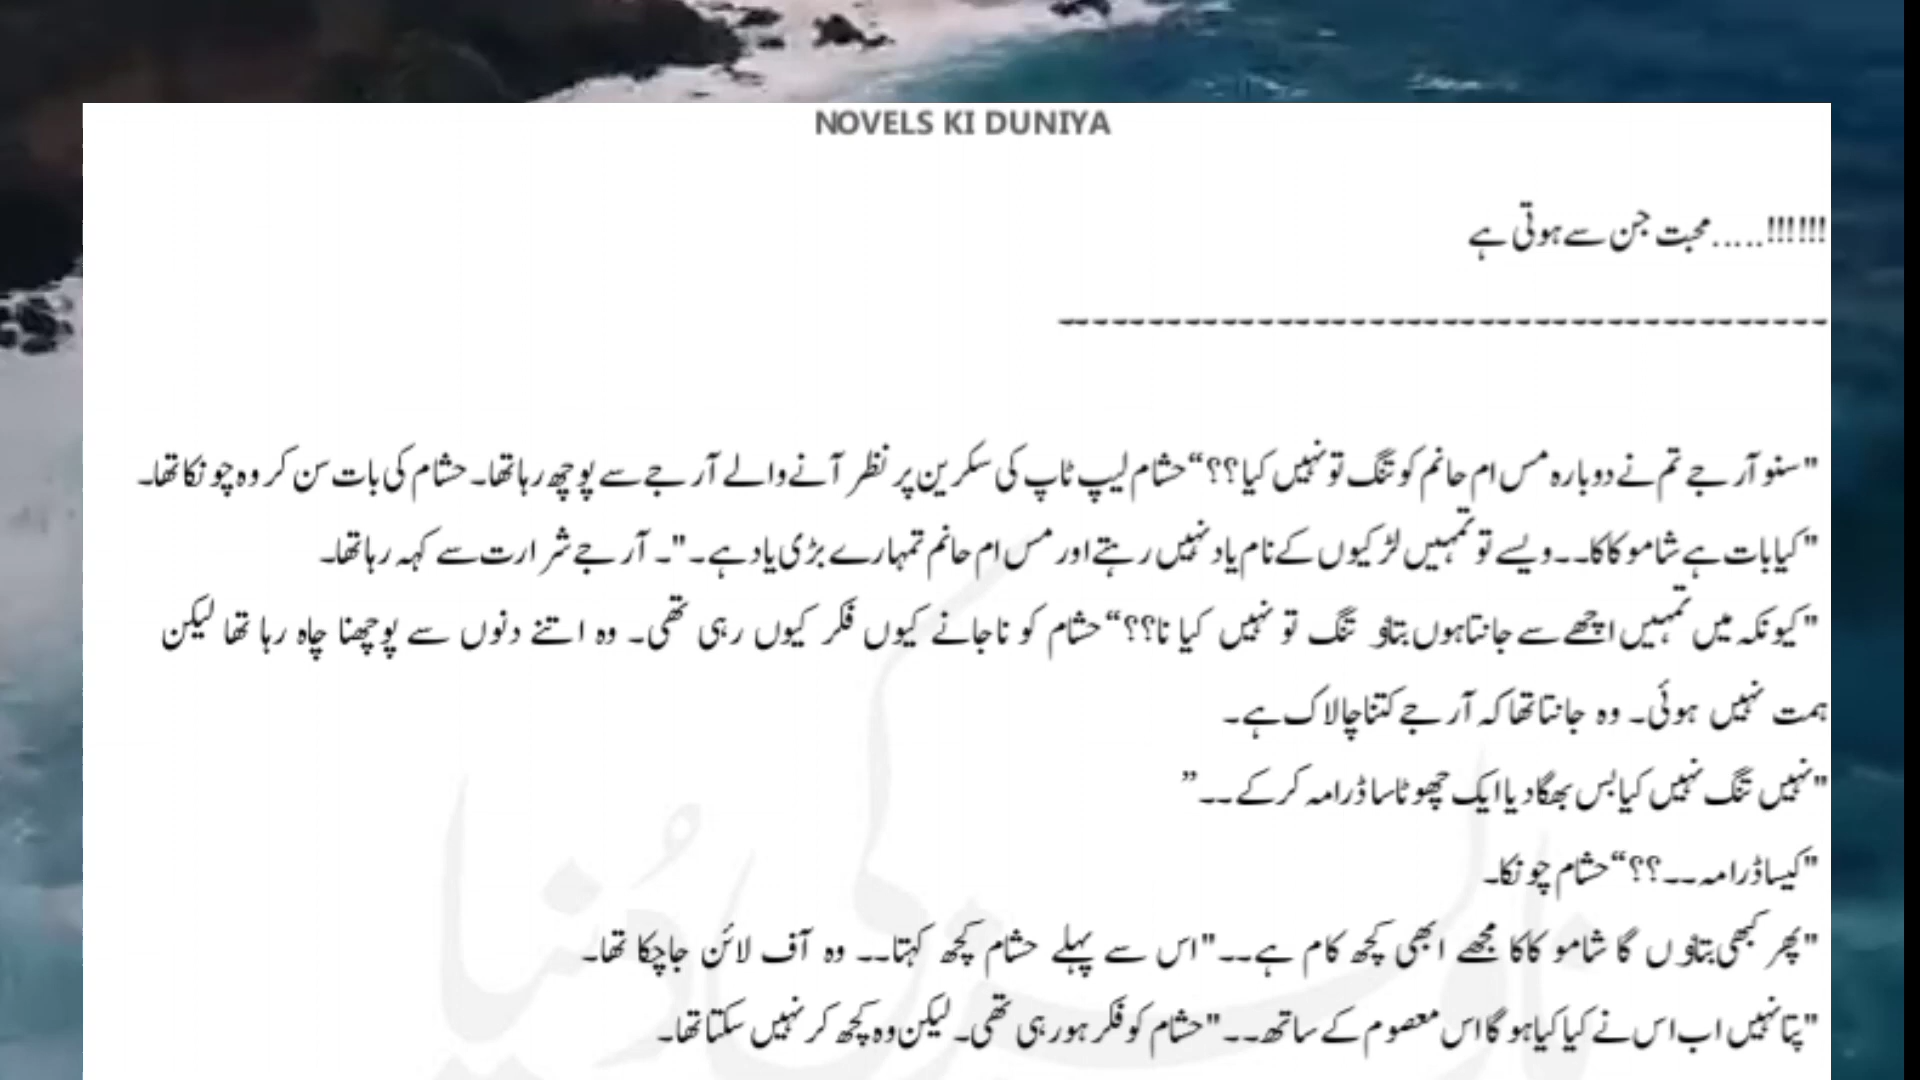 NOVELS KI DUNIYA
!!!!!!.....محبت جن سے ہوتی ہے
----------------------------------------
"سنو آر جے تم نے دوبارہ مس ام حانم کو تنگ تو نہیں کیا؟؟“ حشام لیپ ٹاپ کی سکرین پر نظر آنے والے آر جے سے پوچھ رہا تھا۔ حشام کی بات سن کر وہ چونکا تھا۔
"کیا بات ہے شامو کاکا۔۔ ویسے تو تمہیں لڑکیوں کے نام یاد نہیں رہتے اور مس ام حانم تمہارے بڑی یاد ہے۔"۔ آر جے شرارت سے کہہ رہا تھا۔
"کیونکہ میں تمہیں اچھے سے جانتا ہوں بتاؤ تنگ تو نہیں کیا نا؟؟“ حشام کو ناجانے کیوں فکر کیوں رہی تھی۔ وہ اتنے دنوں سے پوچھنا چاہ رہا تھا لیکن
ہمت نہیں ہوئی۔ وہ جانتا تھا کہ آر جے کتنا چالاک ہے۔
"نہیں تنگ نہیں کیا بس بھگا دیا ایک چھوٹا سا ڈرامہ کر کے۔۔”
"کیسا ڈرامہ۔۔؟؟“ حشام چونکا۔
"پھر کبھی بتاؤں گا شامو کاکا مجھے ابھی کچھ کام ہے۔۔" اس سے پہلے حشام کچھ کہتا۔۔ وہ آف لائن جا چکا تھا۔
"پتا نہیں اب اس نے کیا کیا ہو گا اس معصوم کے ساتھ۔۔" حشام کو فکر ہو رہی تھی۔ لیکن وہ کچھ کر نہیں سکتا تھا۔
ناولز کی دُنیا